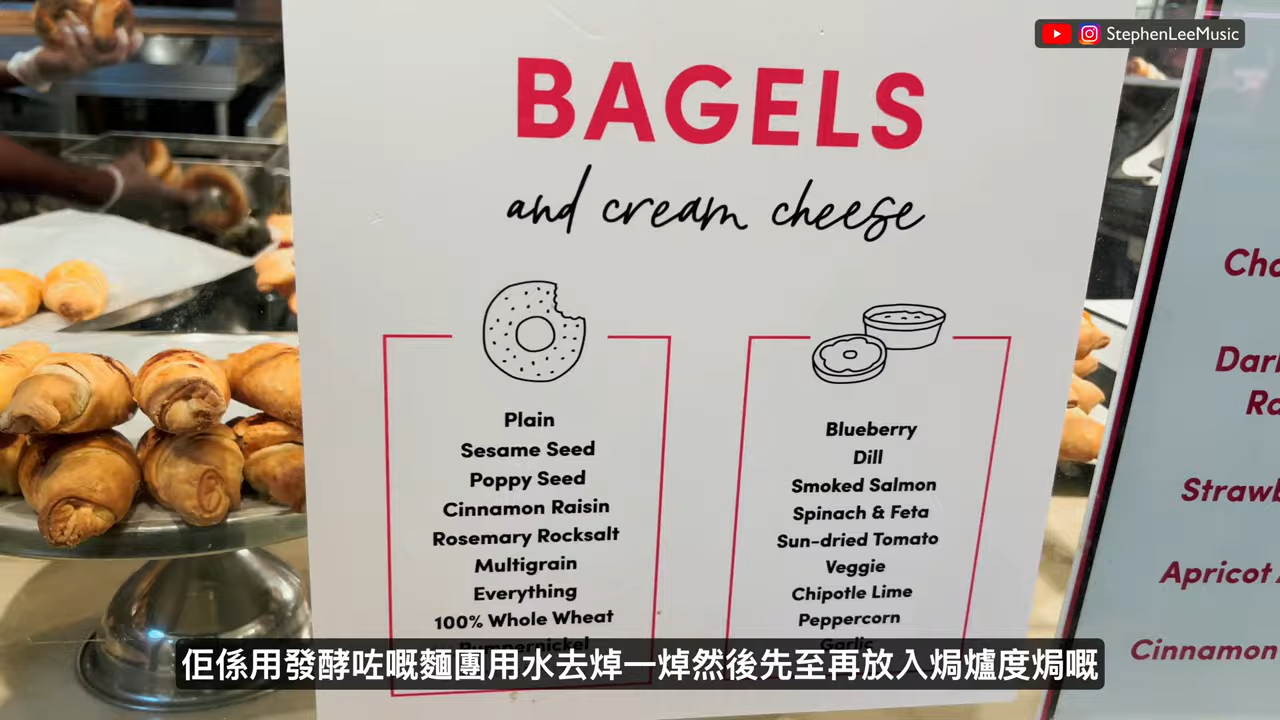 StephenLeeMusic
BAGELS
and cream cheese
Plain
Sesame Seed
Poppy Seed
Cinnamon Raisin
Rosemary Rocksalt
Multigrain
Everything
100% Whole Wheat
Pumpernickel
Blueberry
Dill
Smoked Salmon
Spinach & Feta
Sun-dried Tomato
Veggie
Chipotle Lime
Peppercorn
Garlic
Strawb
Apricot
Cinnamon
佢係用發酵咗嘅麵團用水去焯一焯然後先至再放入焗爐度焗嘅